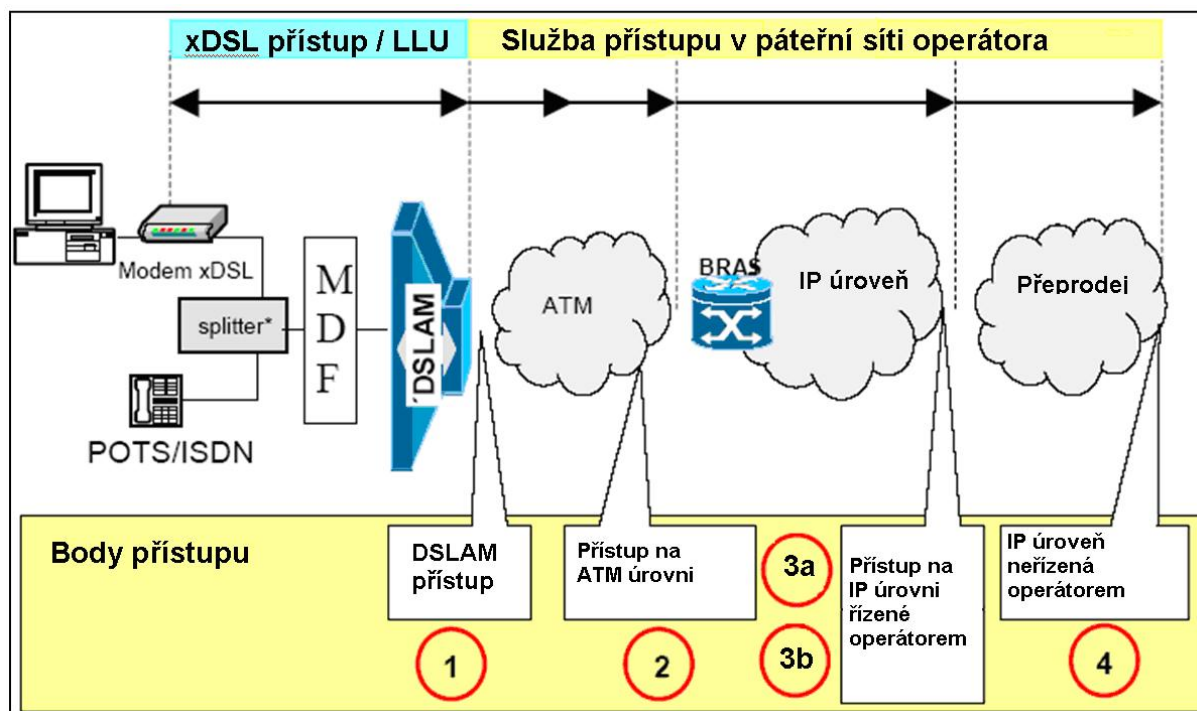 xDSL přístup / LLU
Služba přístupu v páteřní síti operátora
Modem xDSL
splitter*
POTS/ISDN
M
D
F
´DSLAM
ATM
BRAS
IP úroveň
Přeprodej
Body přístupu
DSLAM
přístup
1
Přístup na
ATM úrovni
2
3a
3b
Přístup na
IP úrovni
řízené
operátorem
IP úroveň
neřízená
operátorem
4